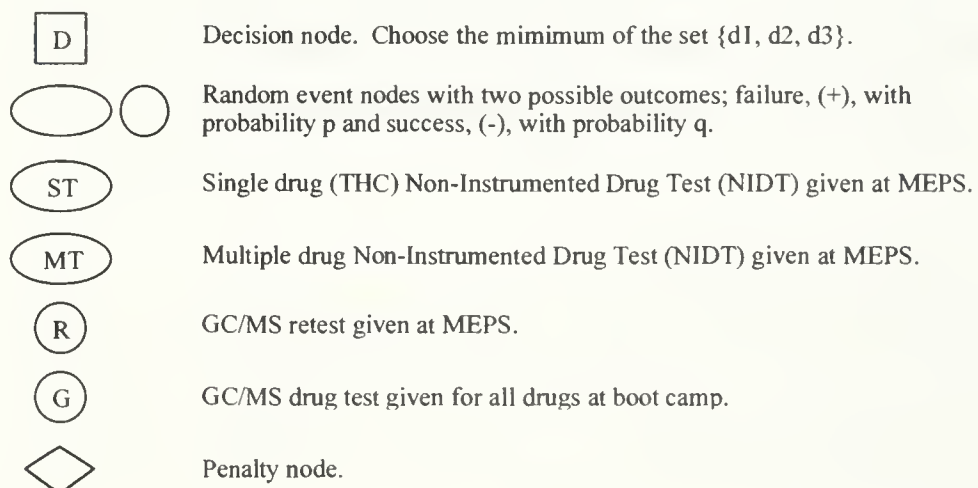 D Decision node. Choose the mimimum of the set {d1, d2, d3}.
Random event nodes with two possible outcomes; failure, (+), with
probability p and success, (-), with probability q.
ST Single drug (THC) Non-Instrumented Drug Test (NIDT) given at MEPS.
MT Multiple drug Non-Instrumented Drug Test (NIDT) given at MEPS.
R GC/MS retest given at MEPS.
G GC/MS drug test given for all drugs at boot camp.
Penalty node.